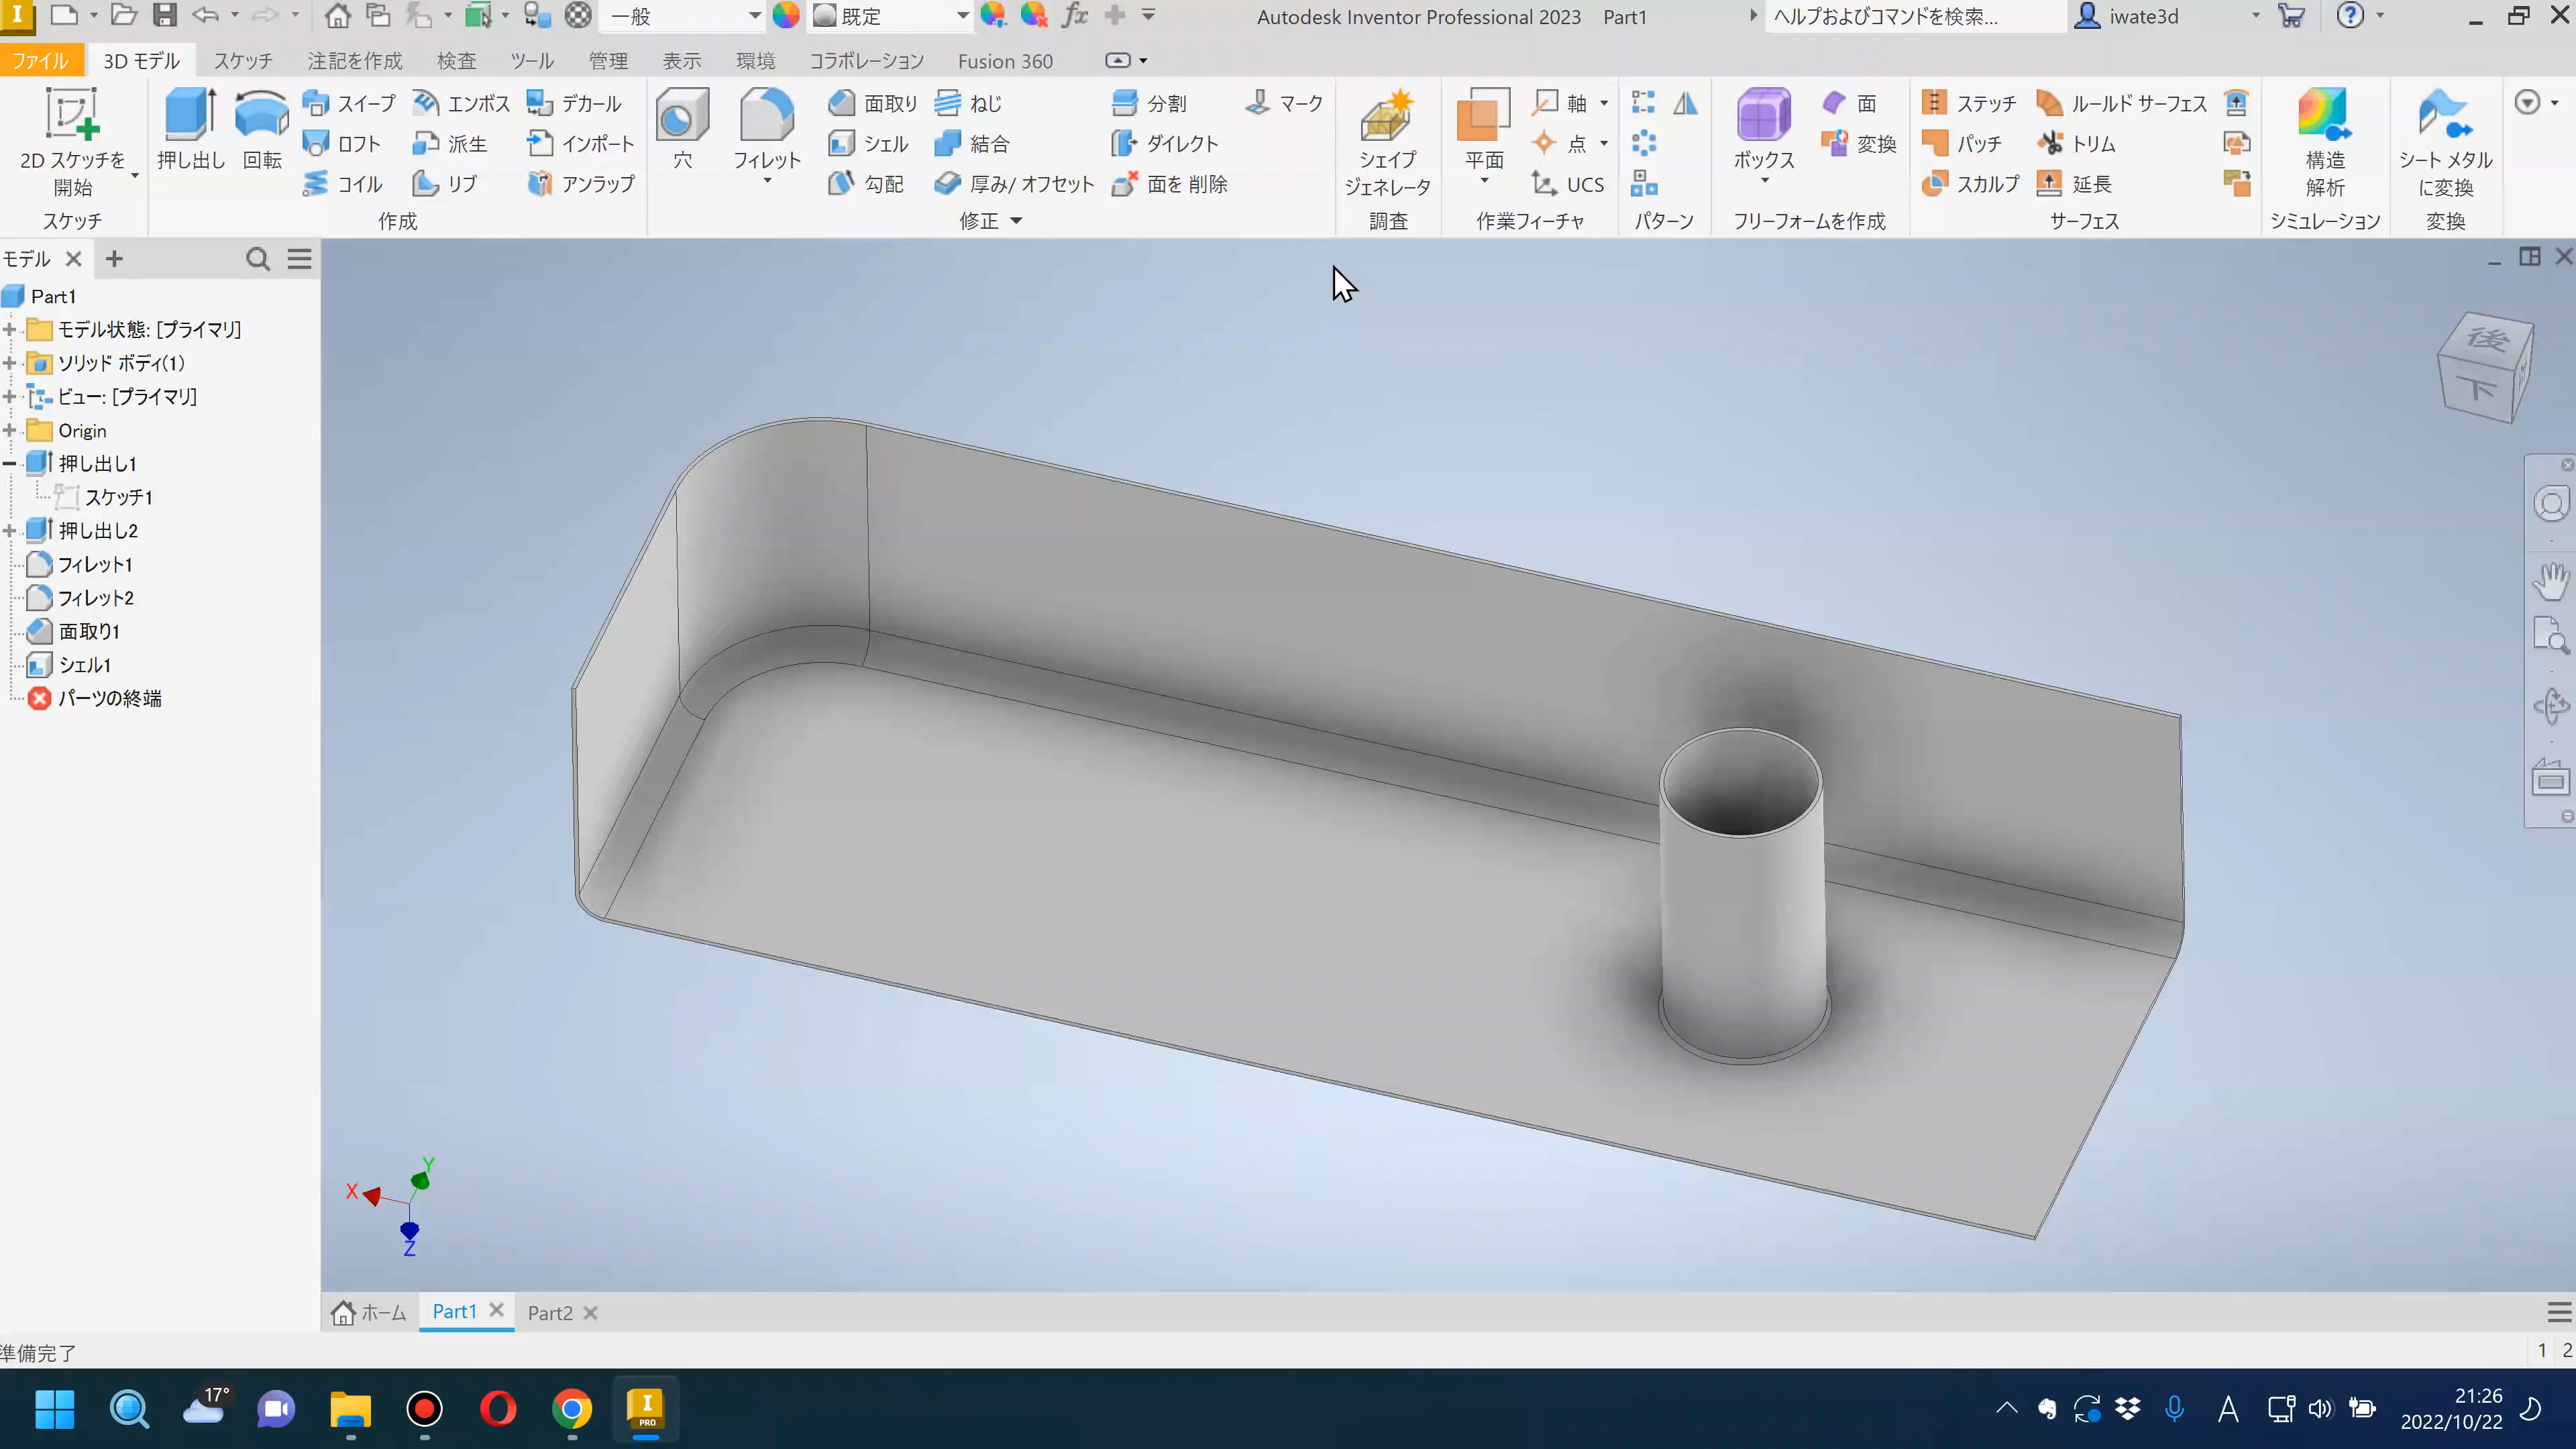 一般
既定
fx
Autodesk Inventor Professional 2023 Part1
ヘルプおよびコマンドを検索...
iwate3d
ファイル
3D モデル
スケッチ
注記を作成
検査
ツール
管理
表示
環境
コラボレーション
Fusion 360
2D スケッチを
開始
スケッチ
押し出し
回転
スイープ
エンボス
デカール
ロフト
派生
インポート
コイル
リブ
アンラップ
作成
穴
フィレット
面取り
ねじ
分割
マーク
シェル
結合
ダイレクト
勾配
厚み/ オフセット
面を 削除
修正
シェイプ
ジェネレータ
調査
平面
軸
点
UCS
作業フィーチャ
パターン
ボックス
面
変換
フリーフォームを作成
ステッチ
ルールド サーフェス
パッチ
トリム
スカルプ
延長
サーフェス
構造
解析
シミュレーション
シート メタル
に変換
変換
モデル
Part1
モデル状態: [プライマリ]
ソリッド ボディ(1)
ビュー: [プライマリ]
Origin
押し出し1
スケッチ1
押し出し2
フィレット1
フィレット2
面取り1
シェル1
パーツの終端
後
下
X
Y
Z
ホーム
Part1
Part2
準備完了
1 2
17°
I
PRO
A
21:26
2022/10/22